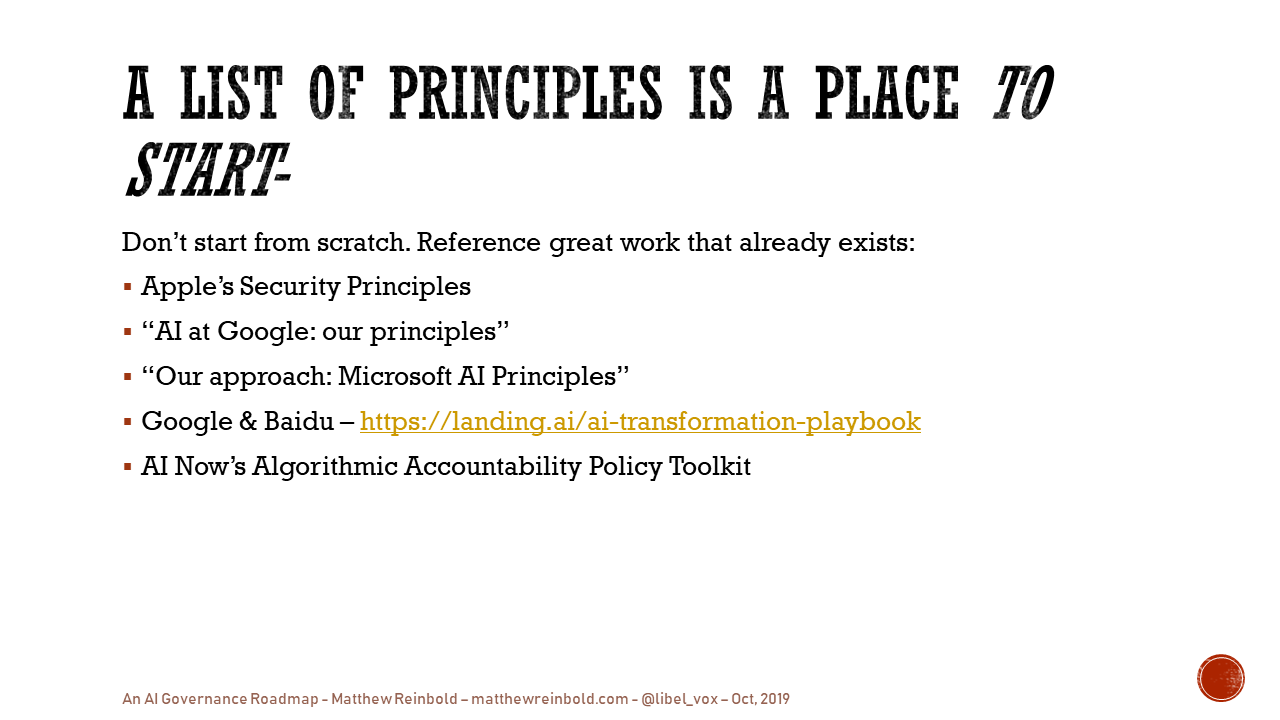 A LIST OF PRINCIPLES IS A PLACE TO
START-
Don’t start from scratch. Reference great work that already exists:
▪ Apple’s Security Principles
▪ “AI at Google: our principles”
▪ “Our approach: Microsoft AI Principles”
▪ Google & Baidu – https://landing.ai/ai-transformation-playbook
▪ AI Now’s Algorithmic Accountability Policy Toolkit
An AI Governance Roadmap - Matthew Reinbold – matthewreinbold.com - @libel_vox – Oct, 2019